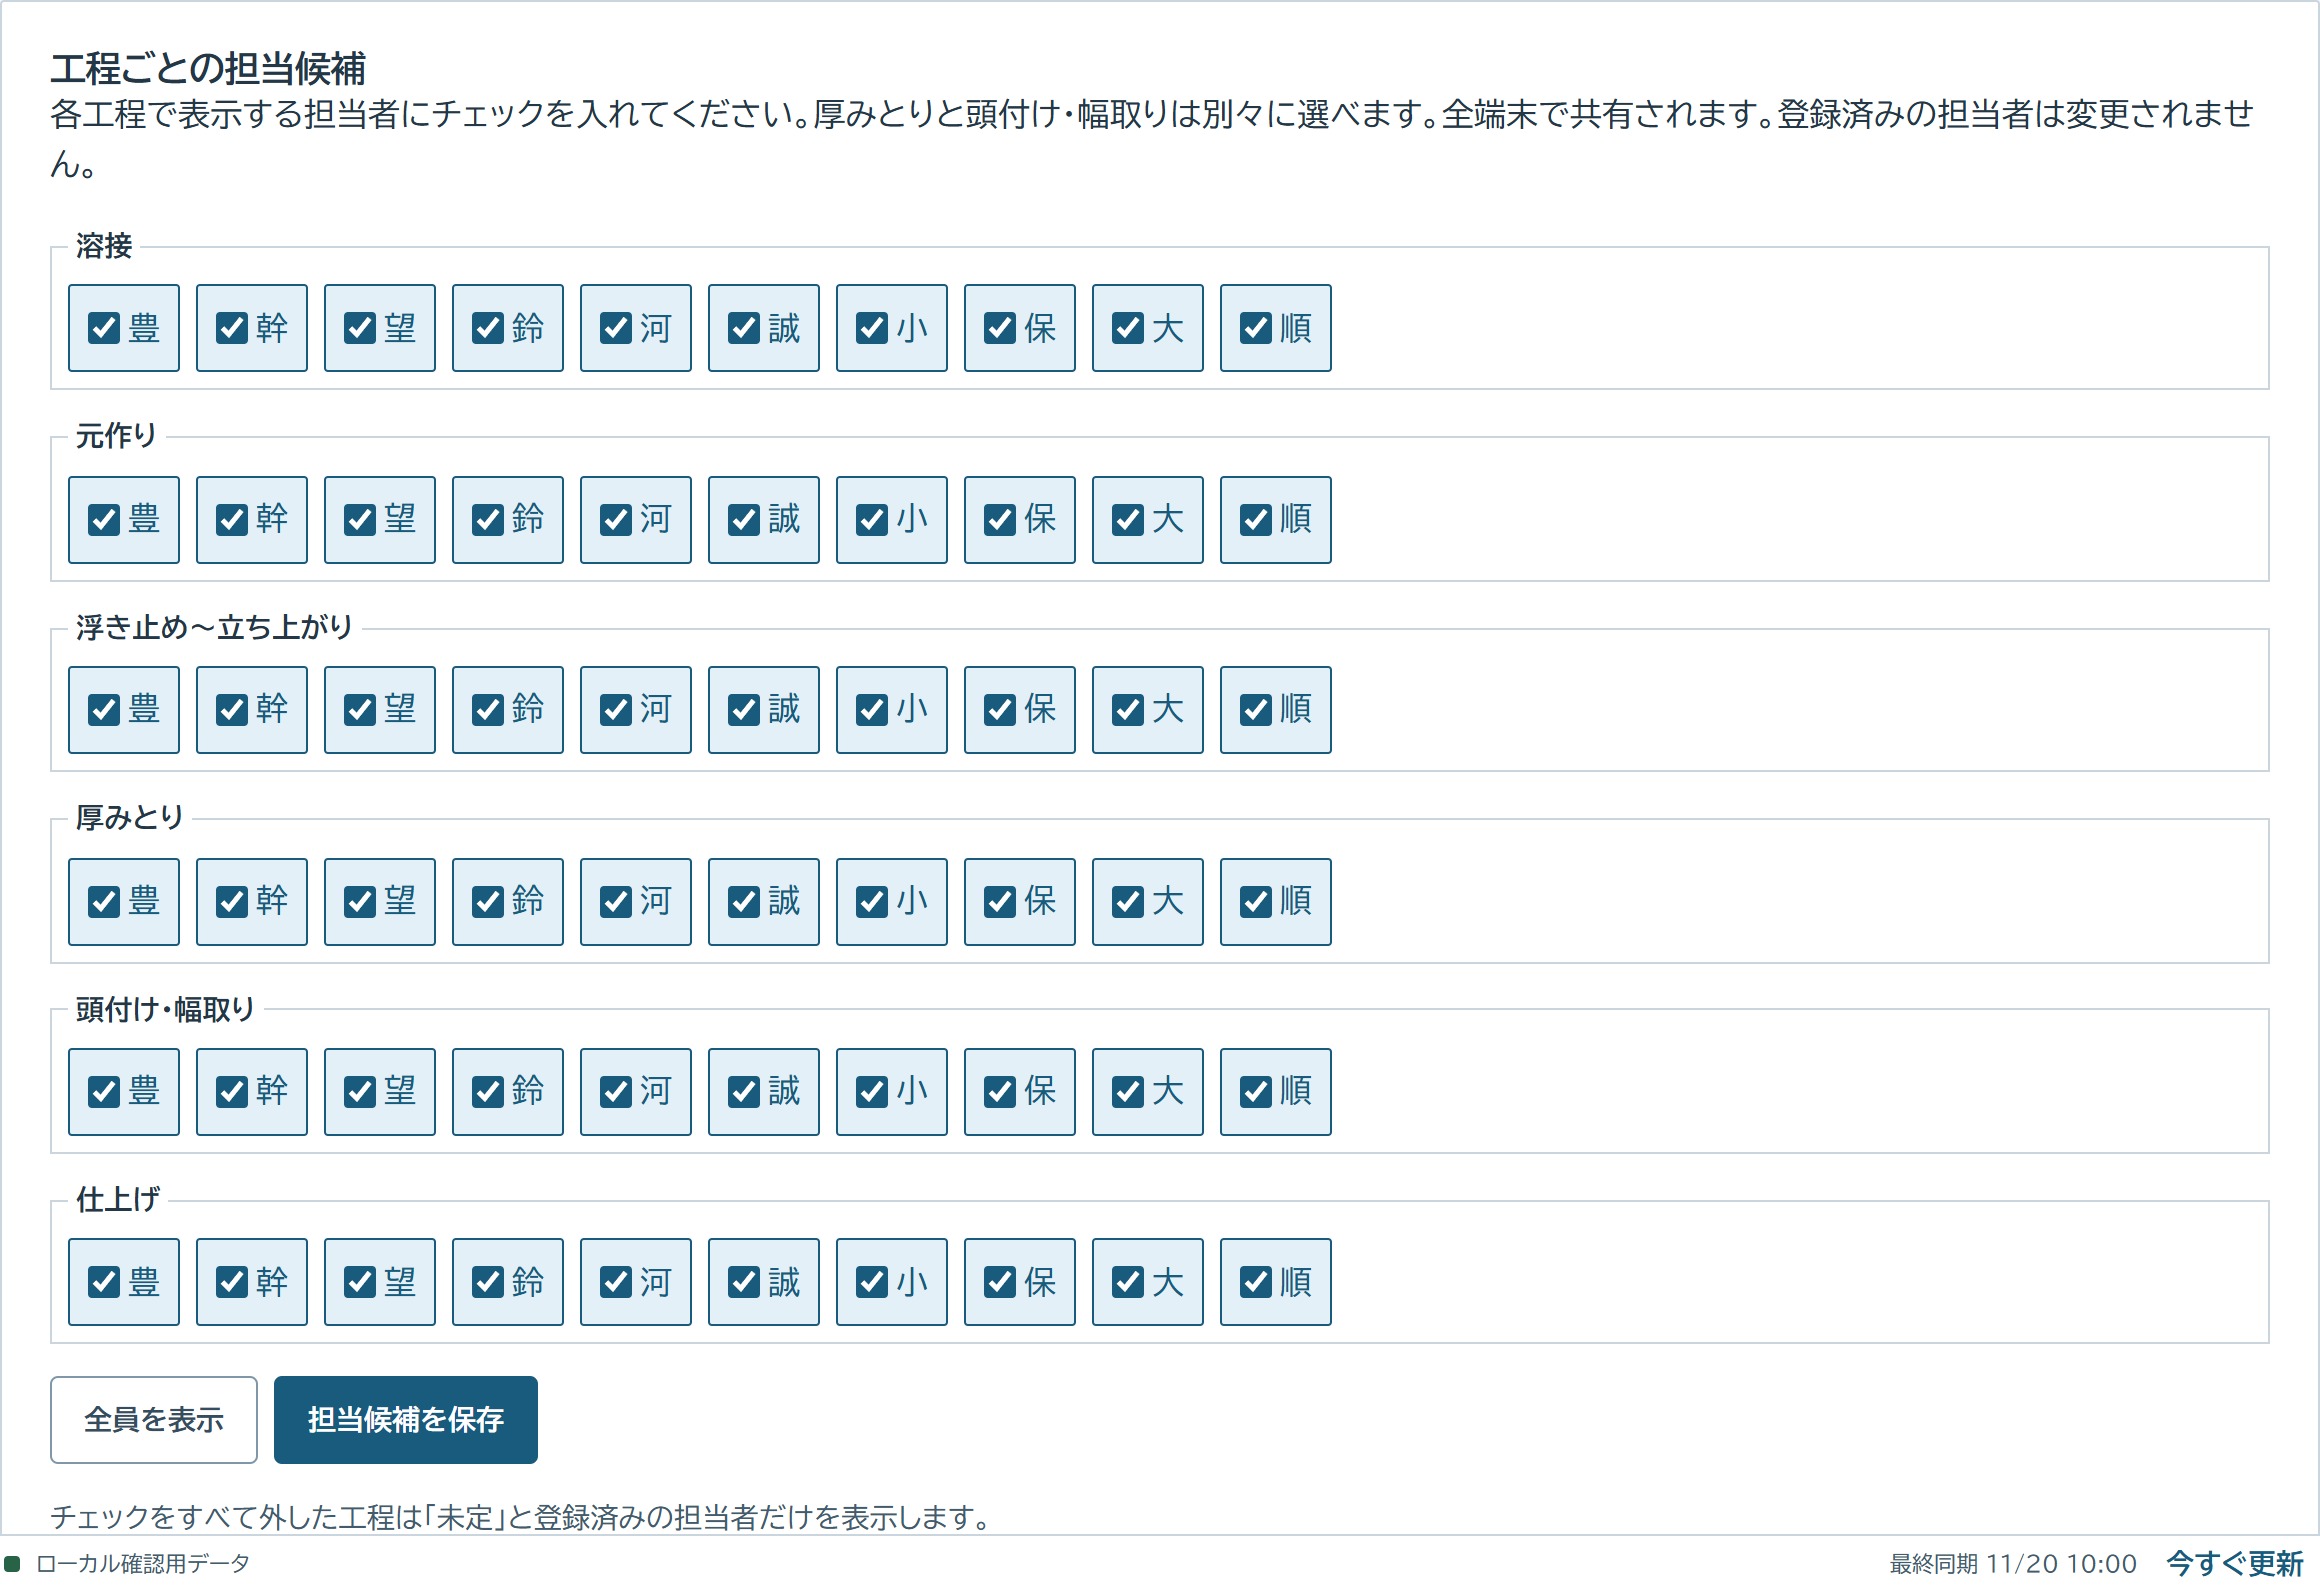 工程ごとの担当候補
各工程で表示する担当者にチェックを入れてください。厚みとりと頭付け・幅取りは別々に選べます。全端末で共有されます。登録済みの担当者は変更されませ
ん。
溶接
豊 幹 望 鈴 河 誠 小 保 大 順
元作り
豊 幹 望 鈴 河 誠 小 保 大 順
浮き止め～立ち上がり
豊 幹 望 鈴 河 誠 小 保 大 順
厚みとり
豊 幹 望 鈴 河 誠 小 保 大 順
頭付け・幅取り
豊 幹 望 鈴 河 誠 小 保 大 順
仕上げ
豊 幹 望 鈴 河 誠 小 保 大 順
全員を表示 担当候補を保存
チェックをすべて外した工程は「未定」と登録済みの担当者だけを表示します。
ローカル確認用データ 最終同期 11/20 10:00 今すぐ更新